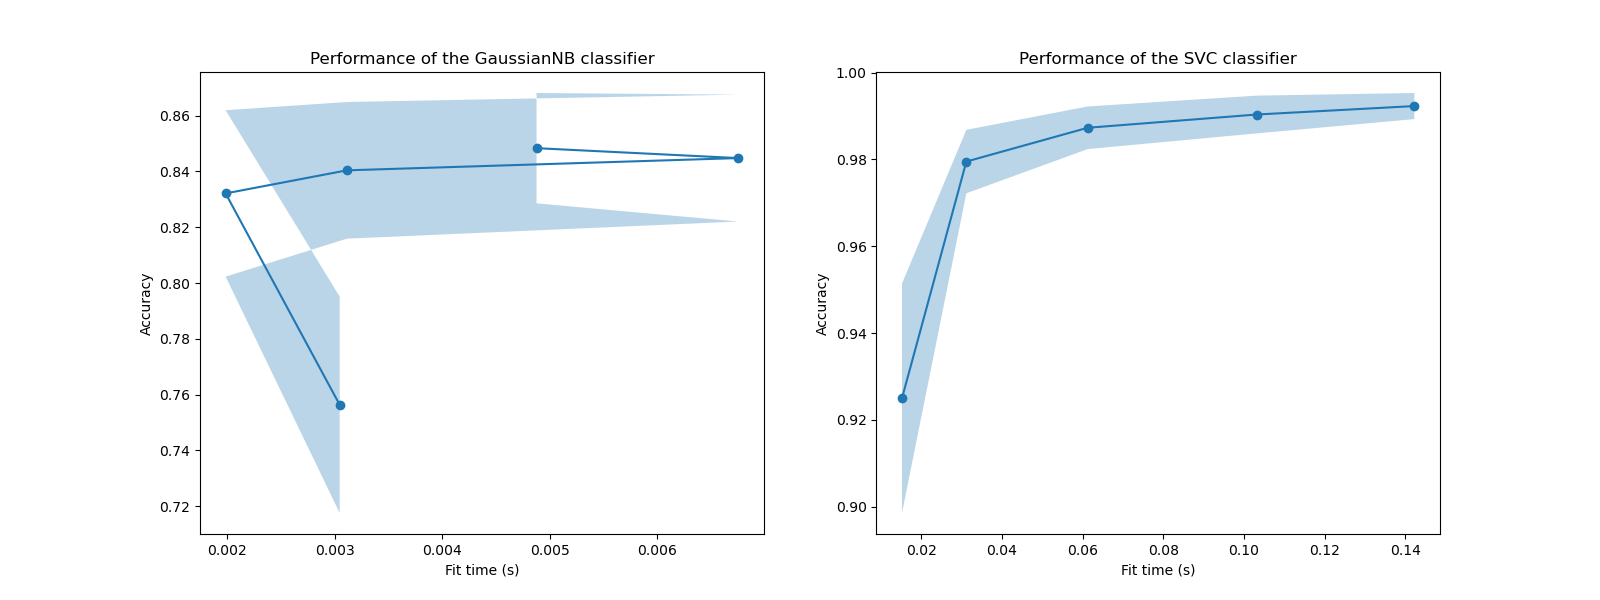 Performance of the GaussianNB classifier
Accuracy
0.86
0.84
0.82
0.80
0.78
0.76
0.74
0.72
0.002 0.003 0.004 0.005 0.006
Fit time (s)
Performance of the SVC classifier
Accuracy
1.00
0.98
0.96
0.94
0.92
0.90
0.02 0.04 0.06 0.08 0.10 0.12 0.14
Fit time (s)